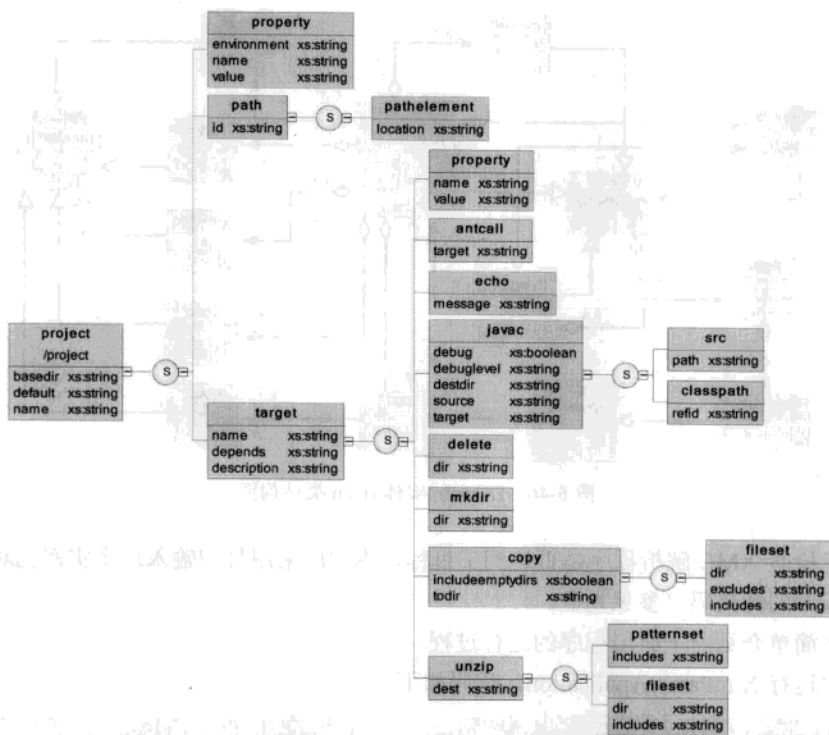 property
environment xs:string
name xs:string
value xs:string
path
id xs:string
S
pathelement
location xs:string
property
name xs:string
value xs:string
antcall
target xs:string
echo
message xs:string
project
/project
basedir xs:string
default xs:string
name xs:string
S
javac
debug xs:boolean
debuglevel xs:string
destdir xs:string
source xs:string
target xs:string
S
src
path xs:string
classpath
refid xs:string
target
name xs:string
depends xs:string
description xs:string
S
delete
dir xs:string
mkdir
dir xs:string
copy
includeemptydirs xs:boolean
todir xs:string
S
fileset
dir xs:string
excludes xs:string
includes xs:string
unzip
dest xs:string
S
patternset
includes xs:string
fileset
dir xs:string
includes xs:string